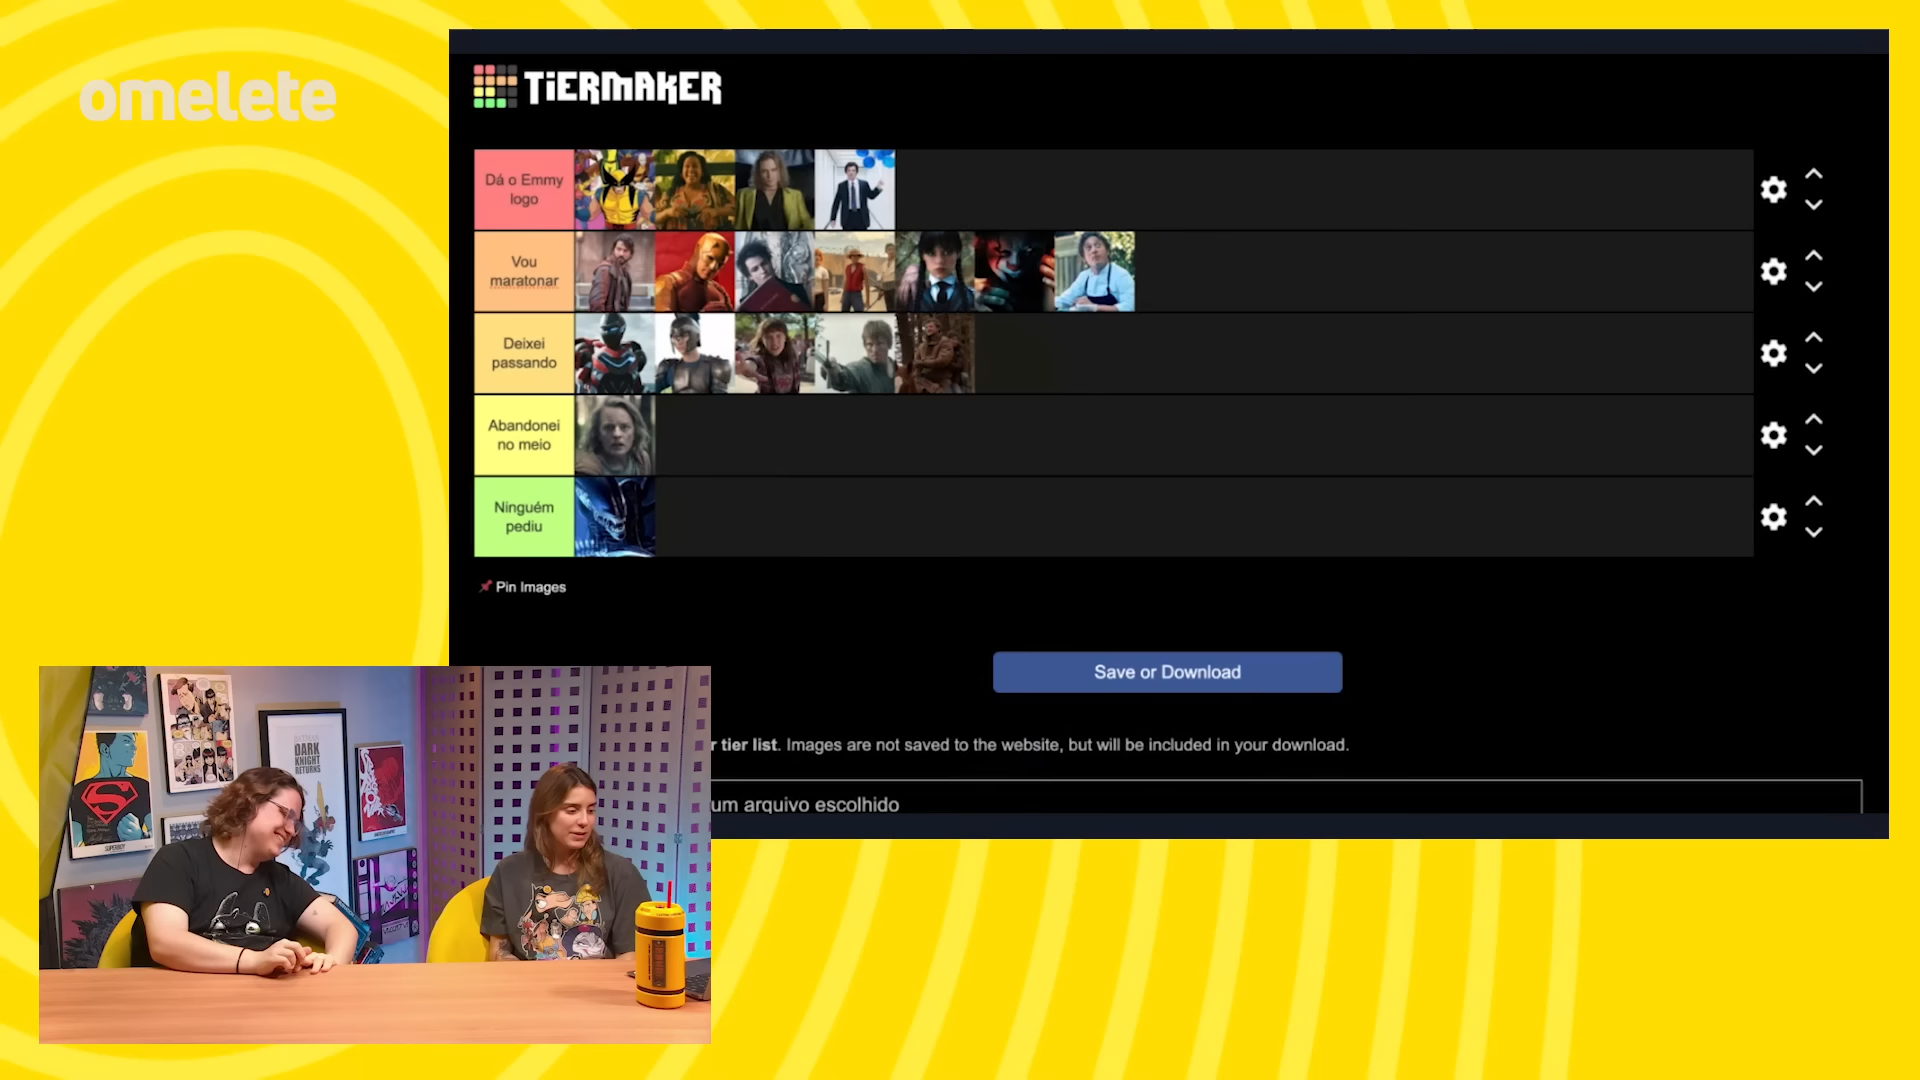 omelete
TiERMAKER
Dá o Emmy
logo
Vou
maratonar
Deixei
passando
Abandonei
no meio
Ninguém
pediu
Pin Images
Save or Download
r tier list. Images are not saved to the website, but will be included in your download.
um arquivo escolhido
BATMAN
DARK
KNIGHT
RETURNS
SUPERBOY